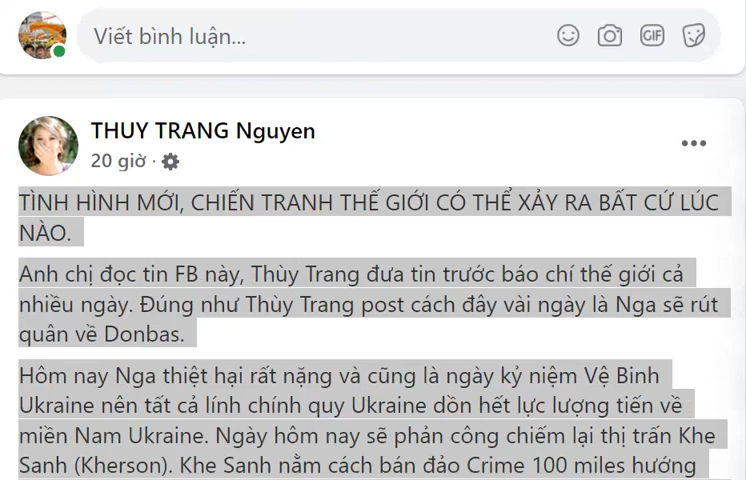 Viết bình luận...
GIF
THUY TRANG Nguyen
20 giờ ·
TÌNH HÌNH MỚI, CHIẾN TRANH THẾ GIỚI CÓ THỂ XẢY RA BẤT CỨ LÚC
NÀO.
Anh chị đọc tin FB này, Thùy Trang đưa tin trước báo chí thế giới cả
nhiều ngày. Đúng như Thùy Trang post cách đây vài ngày là Nga sẽ rút
quân về Donbas.
Hôm nay Nga thiệt hại rất nặng và cũng là ngày kỷ niệm Vệ Binh
Ukraine nên tất cả lính chính quy Ukraine dồn hết lực lượng tiến về
miền Nam Ukraine. Ngày hôm nay sẽ phản công chiếm lại thị trấn Khe
Sanh (Kherson). Khe Sanh nằm cách bán đảo Crime 100 miles hướng